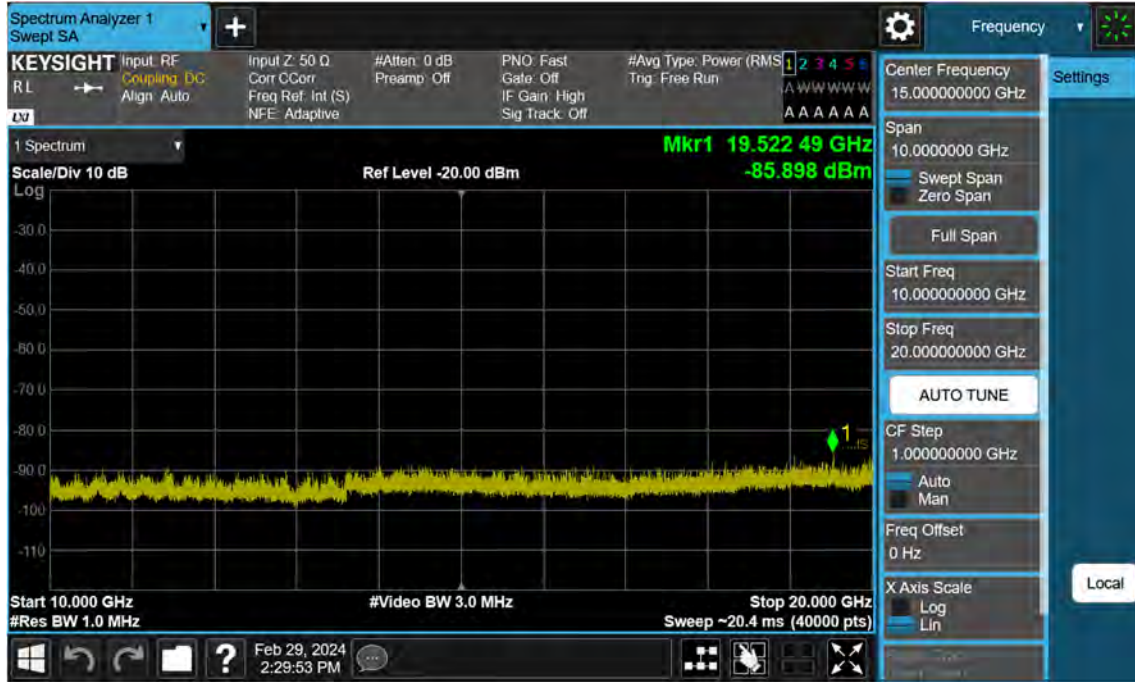 Spectrum Analyzer 1
Swept SA
Frequency
KEYSIGHT
R L
LXI
Input: RF
Coupling: DC
Align: Auto
Input Z: 50 Ω
Corr CCorr
Freq Ref: Int (S)
NFE: Adaptive
#Atten: 0 dB
Preamp: Off
PNO: Fast
Gate: Off
IF Gain: High
Sig Track: Off
#Avg Type: Power (RMS
Trig: Free Run
1 2 3 4 5 6
A W W W W W
A A A A A A
1 Spectrum
Scale/Div 10 dB
Log
Ref Level -20.00 dBm
Mkr1 19.522 49 GHz
-85.898 dBm
-30.0
-40.0
-50.0
-60.0
-70.0
-80.0
-90.0
-100
-110
1
Start 10.000 GHz
#Res BW 1.0 MHz
#Video BW 3.0 MHz
Stop 20.000 GHz
Sweep ~20.4 ms (40000 pts)
Center Frequency
15.000000000 GHz
Span
10.0000000 GHz
Swept Span
Zero Span
Full Span
Start Freq
10.000000000 GHz
Stop Freq
20.000000000 GHz
AUTO TUNE
CF Step
1.000000000 GHz
Auto
Man
Freq Offset
0 Hz
X Axis Scale
Log
Lin
Settings
Local
?
Feb 29, 2024
2:29:53 PM